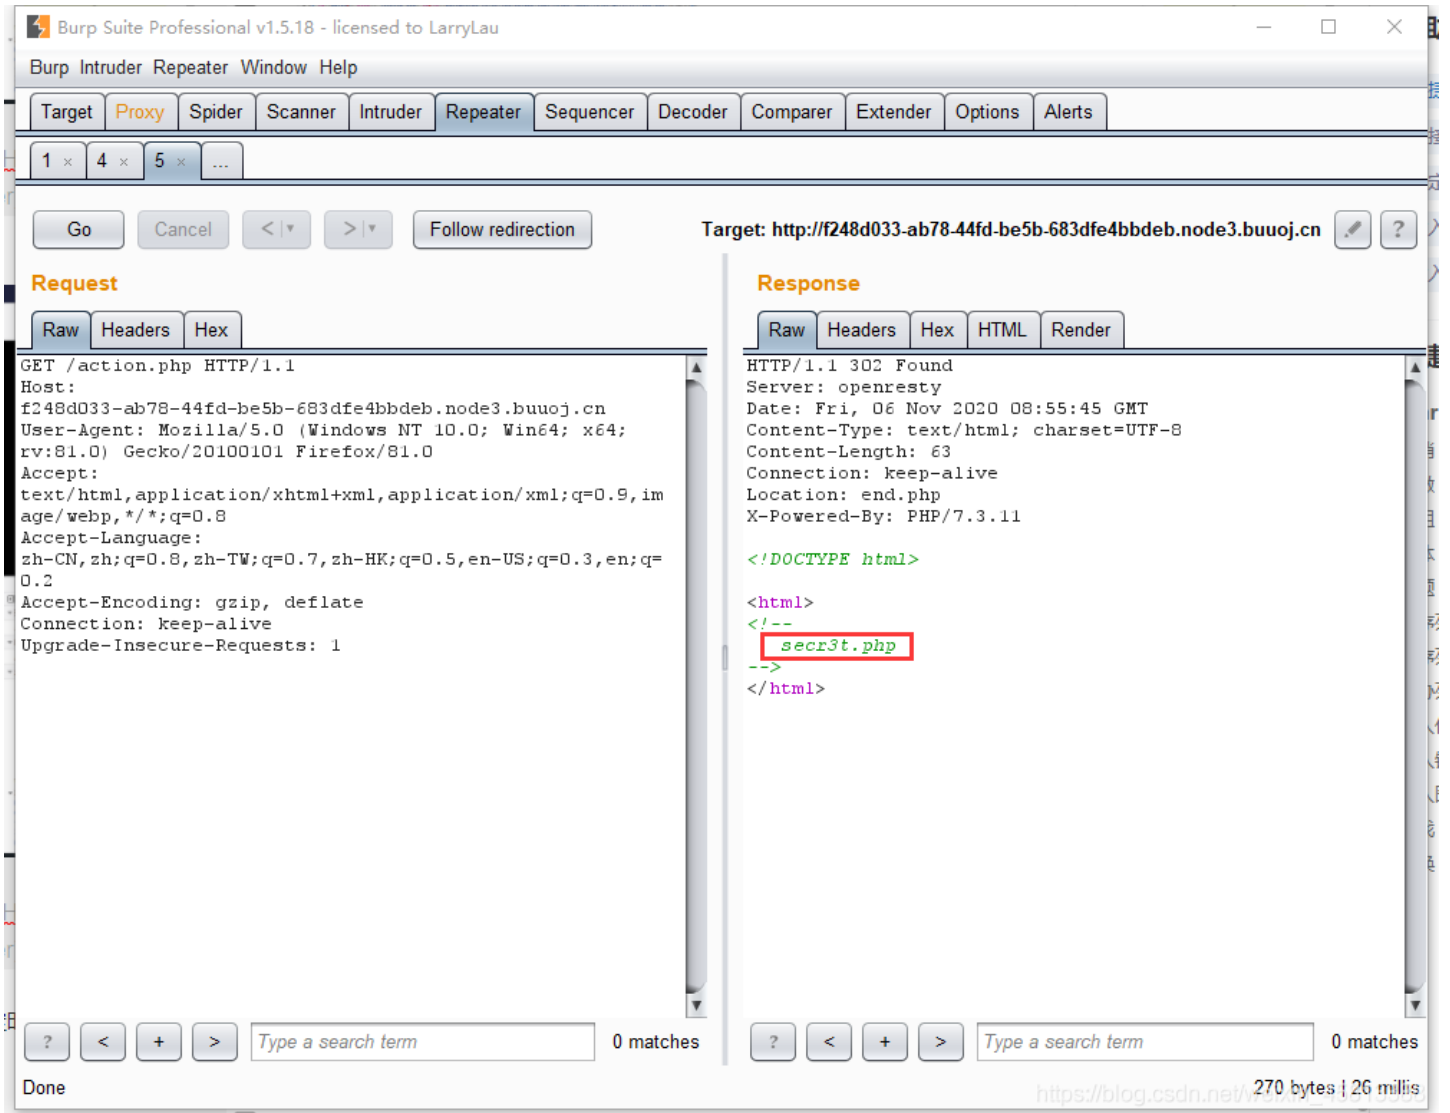 Burp Suite Professional v1.5.18 - licensed to LarryLau
Burp Intruder Repeater Window Help
Target Proxy Spider Scanner Intruder Repeater Sequencer Decoder Comparer Extender Options Alerts
1 × 4 × 5 × ...
Go Cancel < | ▼ > | ▼ Follow redirection Target: http://f248d033-ab78-44fd-be5b-683dfe4bbdeb.node3.buuoj.cn ?
Request
Raw Headers Hex
GET /action.php HTTP/1.1
Host:
f248d033-ab78-44fd-be5b-683dfe4bbdeb.node3.buuoj.cn
User-Agent: Mozilla/5.0 (Windows NT 10.0; Win64; x64;
rv:81.0) Gecko/20100101 Firefox/81.0
Accept:
text/html,application/xhtml+xml,application/xml;q=0.9,im
age/webp,*/*;q=0.8
Accept-Language:
zh-CN,zh;q=0.8,zh-TW;q=0.7,zh-HK;q=0.5,en-US;q=0.3,en;q=
0.2
Accept-Encoding: gzip, deflate
Connection: keep-alive
Upgrade-Insecure-Requests: 1
? < + > Type a search term 0 matches
Response
Raw Headers Hex HTML Render
HTTP/1.1 302 Found
Server: openresty
Date: Fri, 06 Nov 2020 08:55:45 GMT
Content-Type: text/html; charset=UTF-8
Content-Length: 63
Connection: keep-alive
Location: end.php
X-Powered-By: PHP/7.3.11
<!DOCTYPE html>
<html>
<!--
secr3t.php
-->
</html>
? < + > Type a search term 0 matches
Done
270 bytes | 26 millis
https://blog.csdn.net/